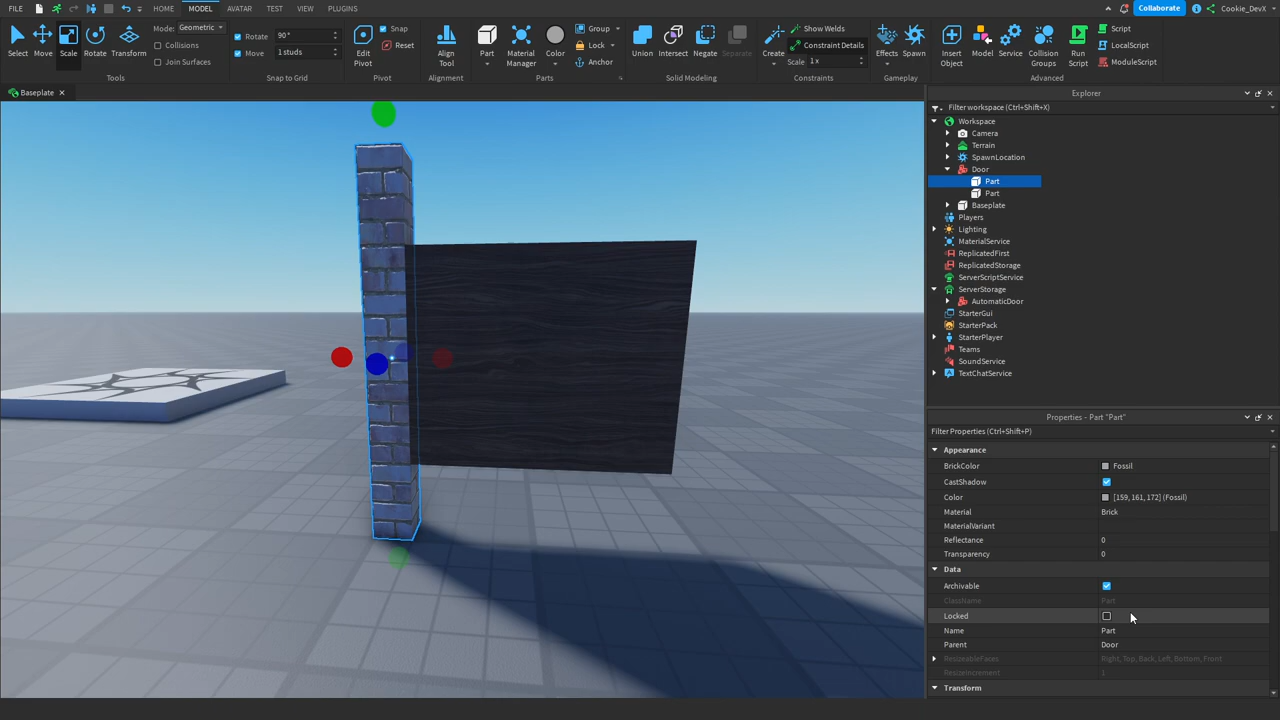 FILE HOME MODEL AVATAR TEST VIEW PLUGINS Collaborate Cookie_DevX
Select Move Scale Rotate Transform
Mode: Geometric
Collisions
Join Surfaces
Tools
Rotate 90°
Move 1 studs
Snap to Grid
Edit Pivot
Snap
Reset
Pivot
Align Tool
Alignment
Part
Material Manager
Color
Group
Lock
Anchor
Parts
Union Intersect Negate Separate
Solid Modeling
Create
Show Welds
Constraint Details
Scale 1 x
Constraints
Effects Spawn
Gameplay
Insert Object
Model
Service
Collision Groups
Run Script
Script
LocalScript
ModuleScript
Advanced
Baseplate
Explorer
Filter workspace (Ctrl+Shift+X)
Workspace
Camera
Terrain
SpawnLocation
Door
Part
Part
Baseplate
Players
Lighting
MaterialService
ReplicatedFirst
ReplicatedStorage
ServerScriptService
ServerStorage
AutomaticDoor
StarterGui
StarterPack
StarterPlayer
Teams
SoundService
TextChatService
Properties - Part "Part"
Filter Properties (Ctrl+Shift+P)
Appearance
BrickColor Fossil
CastShadow
Color [159, 161, 172] (Fossil)
Material Brick
MaterialVariant
Reflectance 0
Transparency 0
Data
Archivable
ClassName Part
Locked
Name Part
Parent Door
ResizeableFaces Right, Top, Back, Left, Bottom, Front
ResizeIncrement 1
Transform